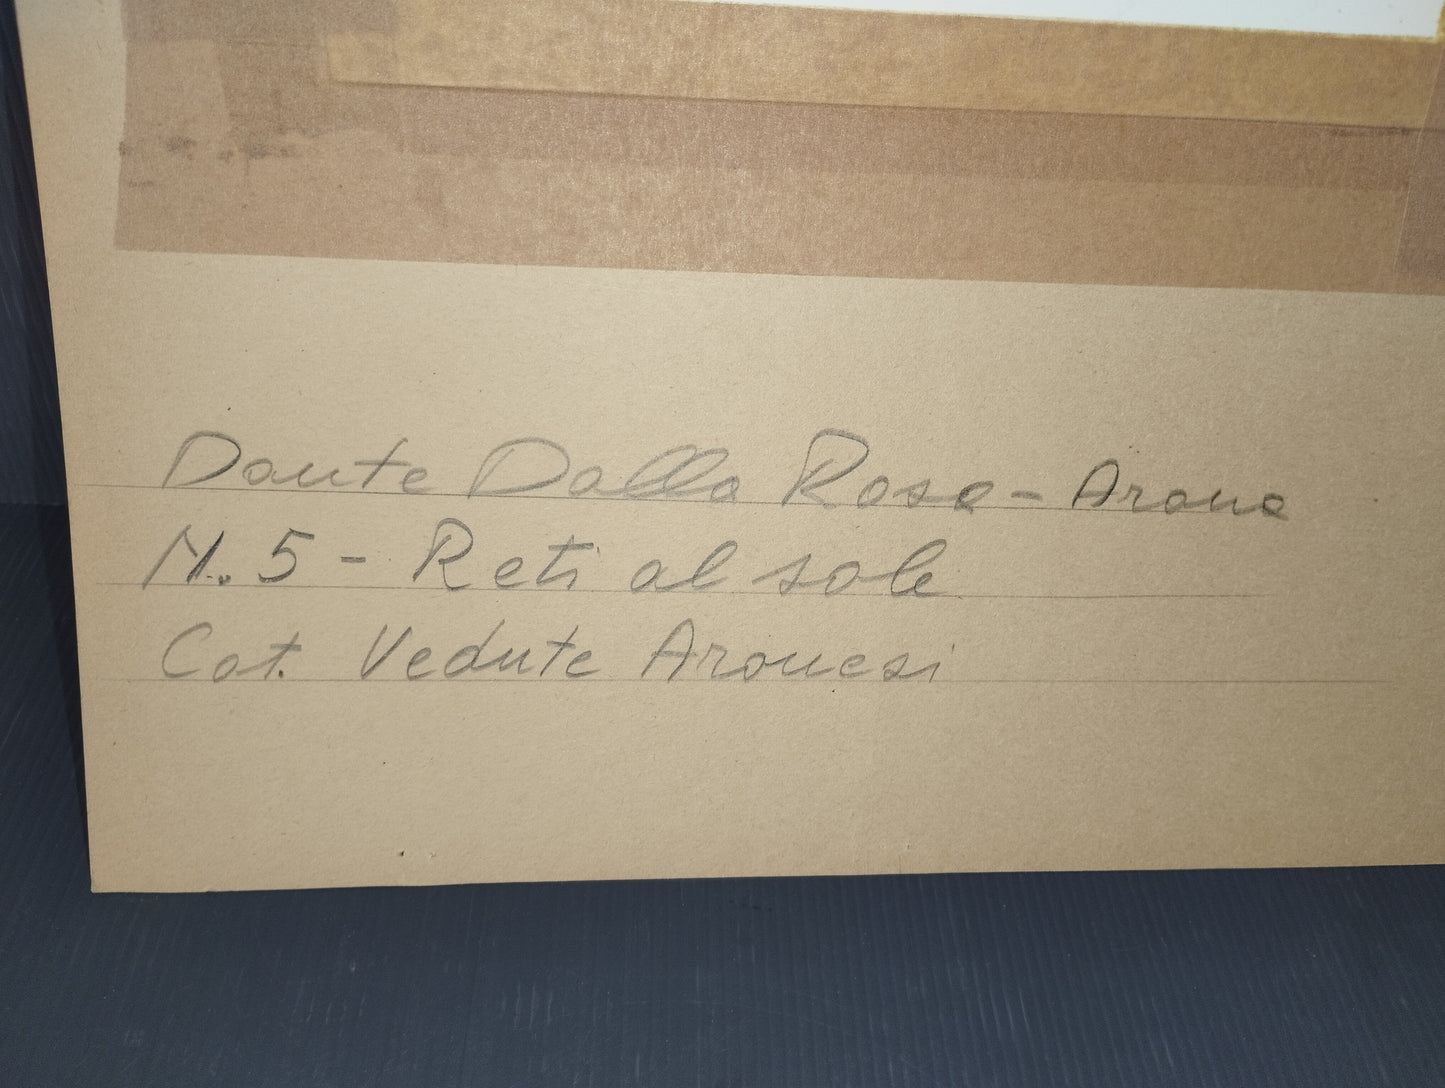 Dante Dalla Rosa - Arona
N. 5 - Reti al sole
Cat. Vedute Aronesi